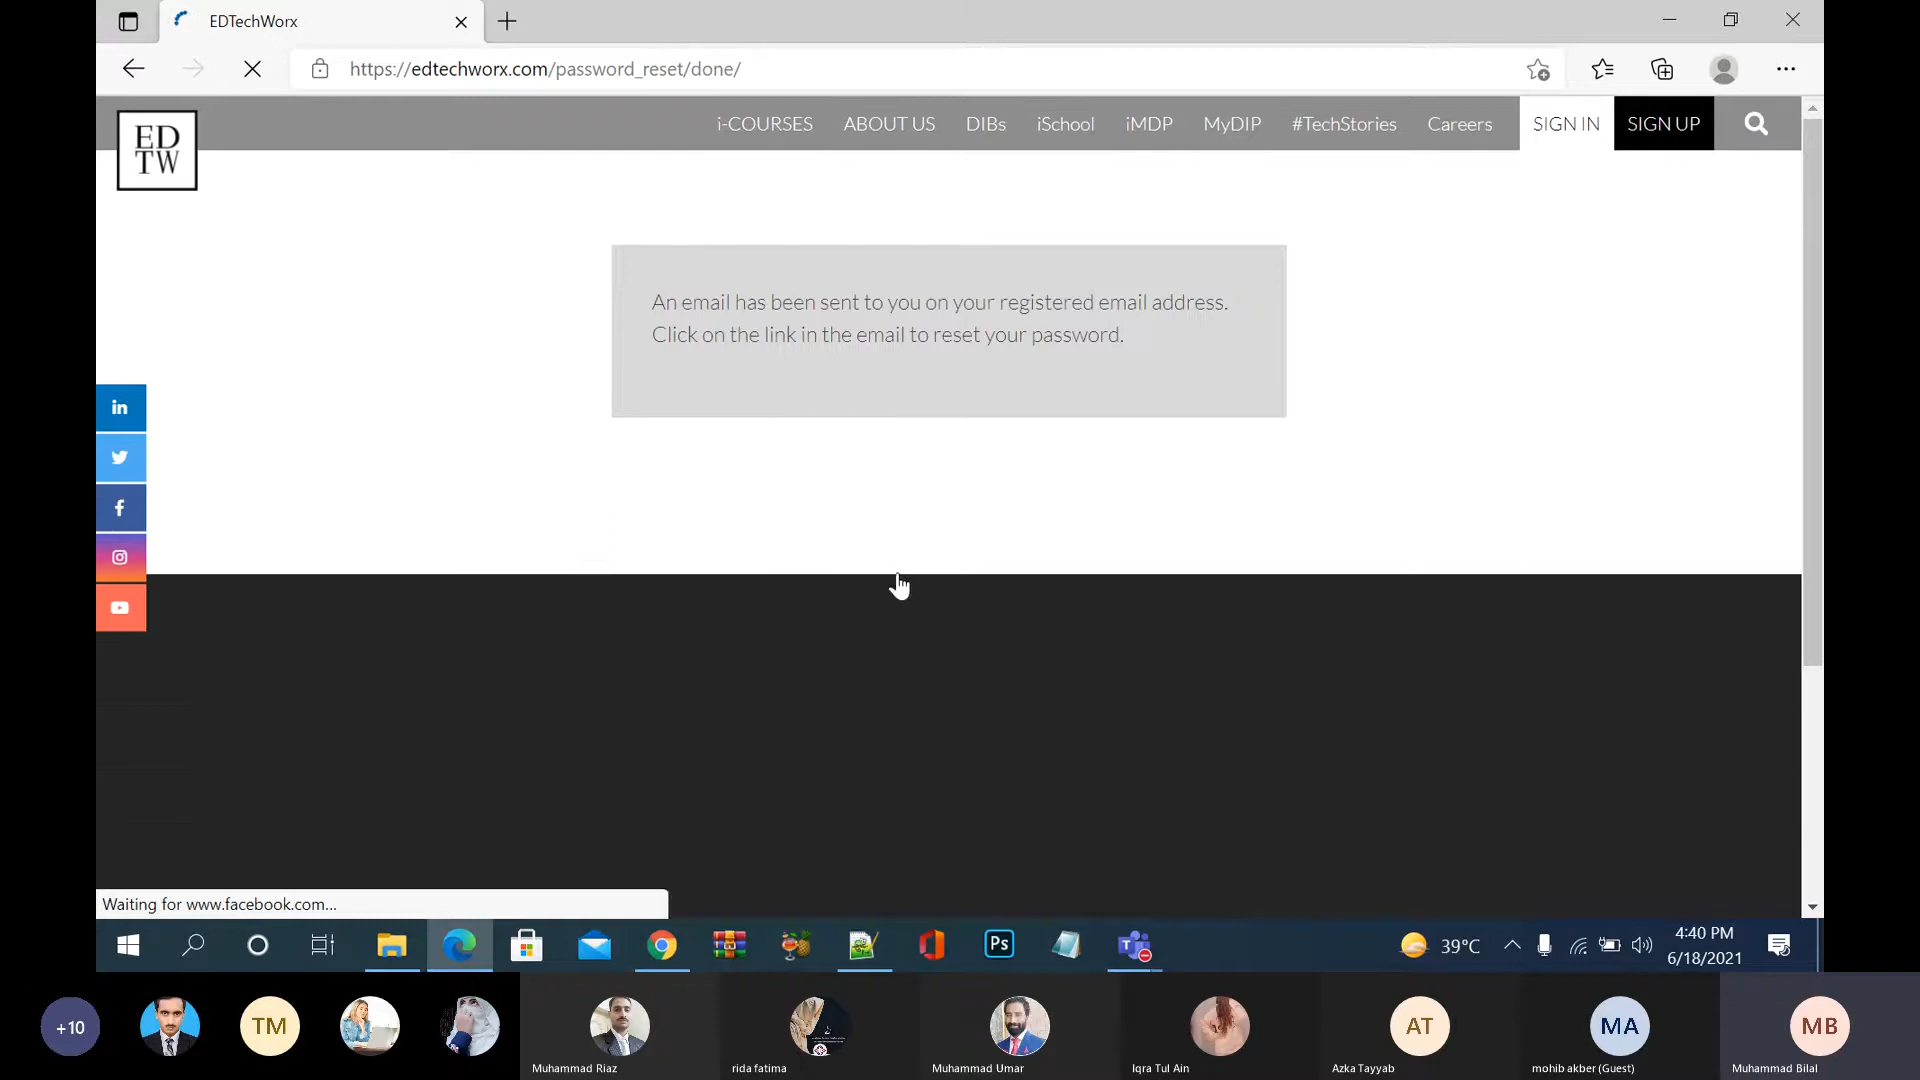 EDTechWorx
https://edtechworx.com/password_reset/done/
ED
TW
i-COURSES ABOUT US DIBs iSchool iMDP MyDIP #TechStories Careers SIGN IN SIGN UP
An email has been sent to you on your registered email address.
Click on the link in the email to reset your password.
in
f
Waiting for www.facebook.com...
Ps
T
39°C
4:40 PM
6/18/2021
+10
TM
AT
MA
MB
Muhammad Riaz
rida fatima
Muhammad Umar
Iqra Tul Ain
Azka Tayyab
mohib akber (Guest)
Muhammad Bilal